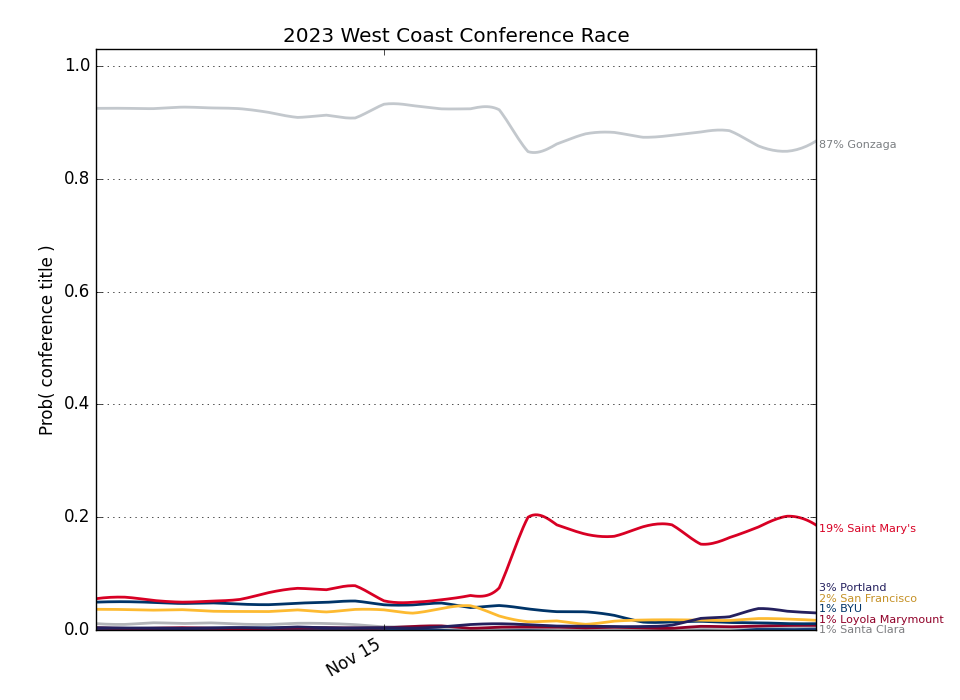 2023 West Coast Conference Race
Prob( conference title )
1.0
0.8
0.6
0.4
0.2
0.0
Nov 15
87% Gonzaga
19% Saint Mary's
3% Portland
2% San Francisco
1% BYU
1% Loyola Marymount
1% Santa Clara